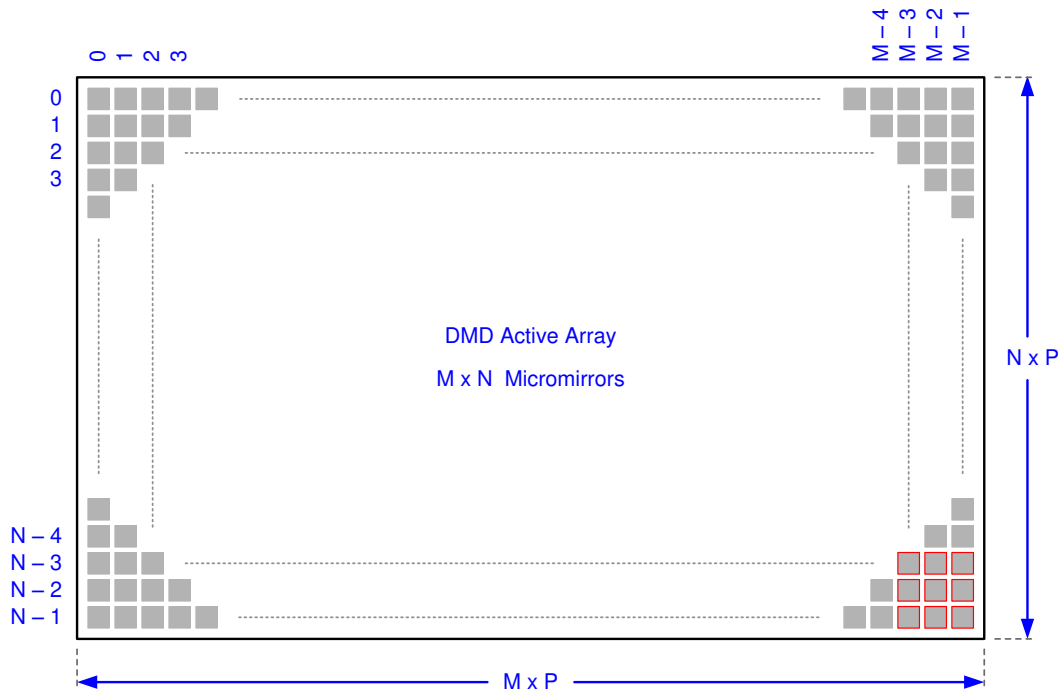 0
1
2
3
M – 4
M – 3
M – 2
M – 1
0
1
2
3
DMD Active Array
M x N Micromirrors
N x P
N – 4
N – 3
N – 2
N – 1
M x P